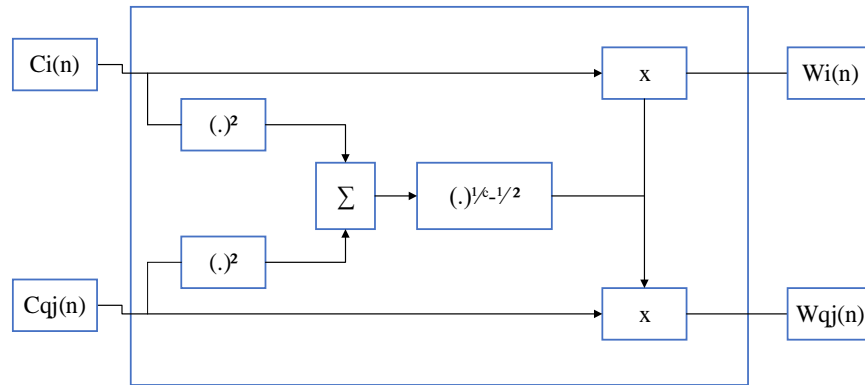 Ci(n)
x
Wi(n)
(.)²
∑
(.)¹⁄ᶜ-¹⁄²
(.)²
Cqj(n)
x
Wqj(n)